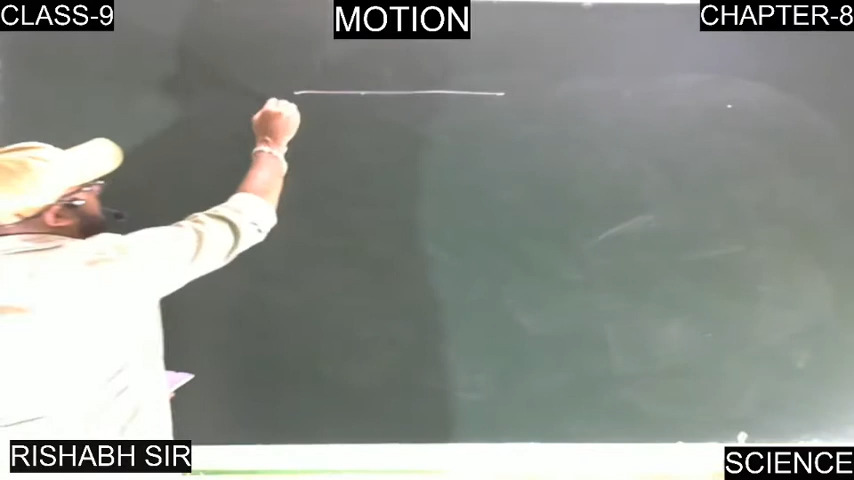 CLASS-9
MOTION
CHAPTER-8
RISHABH SIR
SCIENCE